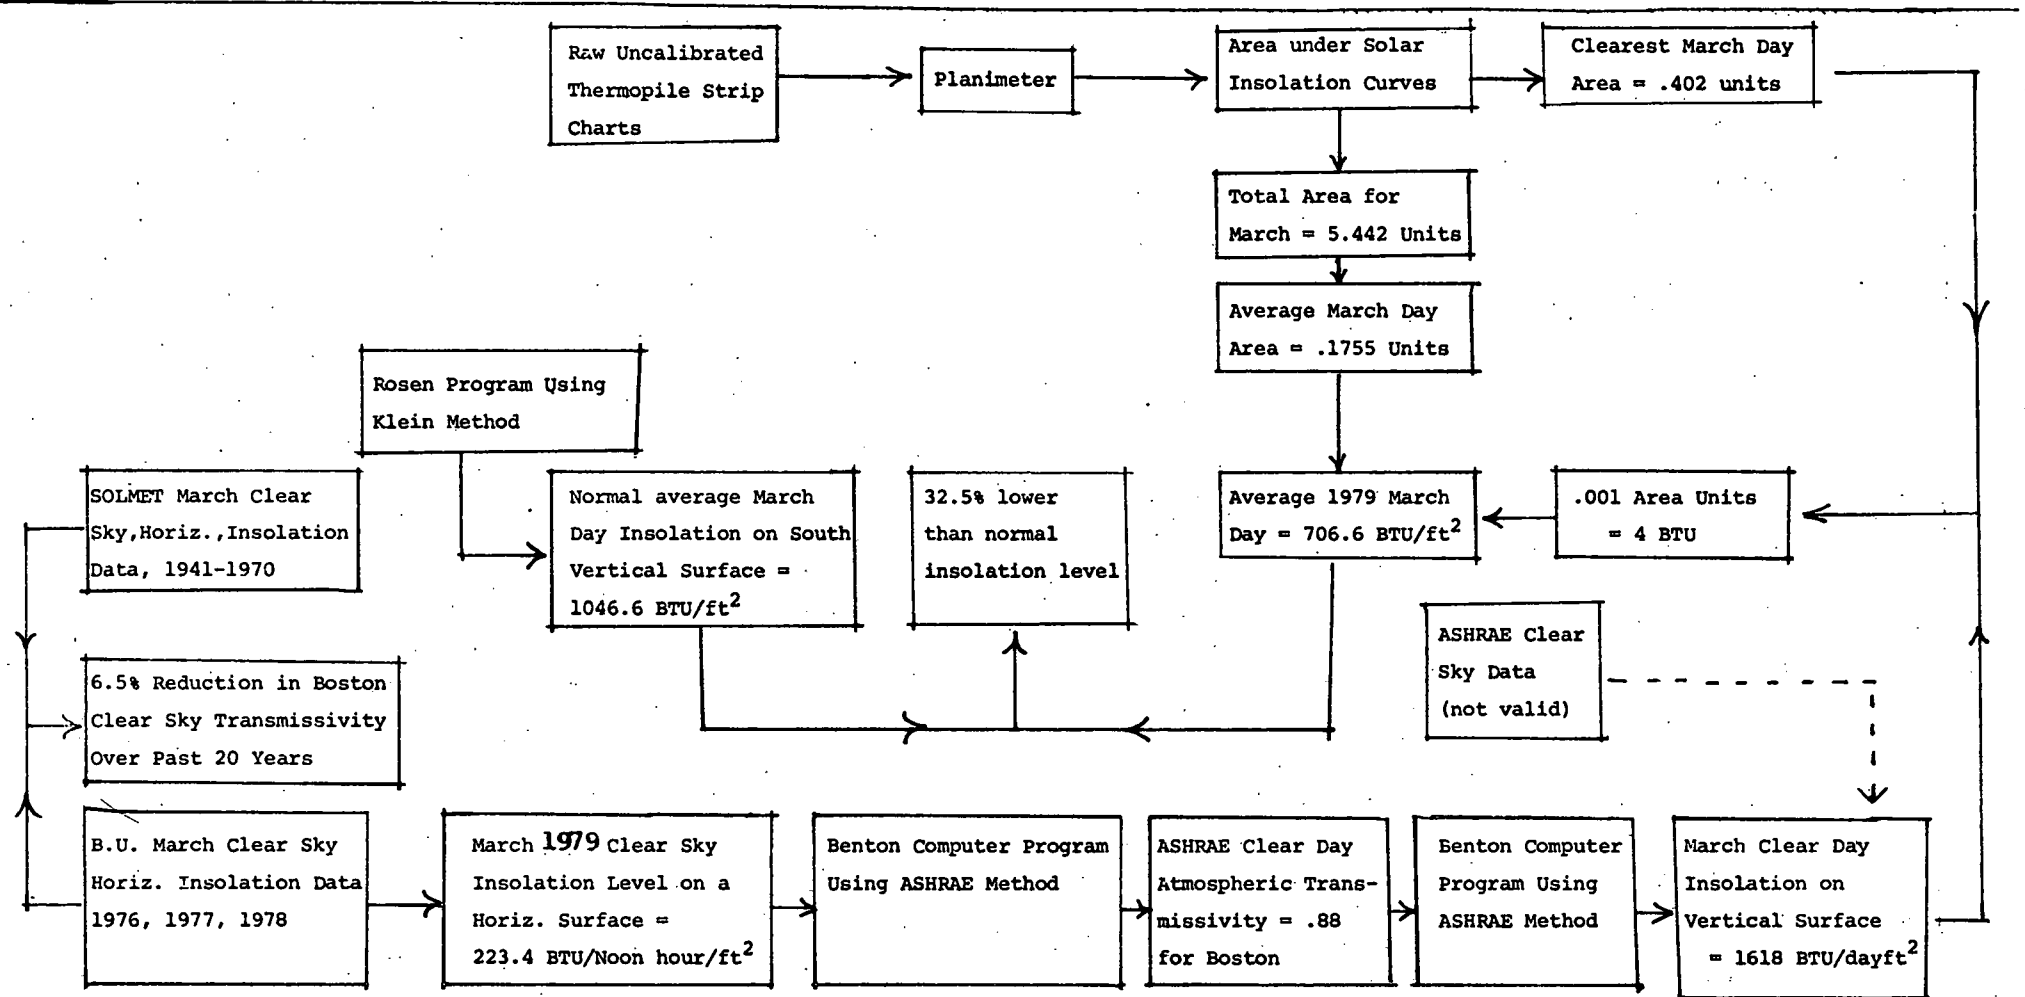 Raw Uncalibrated
Thermopile Strip
Charts
Planimeter
Area under Solar
Insolation Curves
Clearest March Day
Area = .402 units
Total Area for
March = 5.442 Units
Average March Day
Area = .1755 Units
Rosen Program Using
Klein Method
SOLMET March Clear
Sky,Horiz.,Insolation
Data, 1941-1970
Normal average March
Day Insolation on South
Vertical Surface =
1046.6 BTU/ft²
32.5% lower
than normal
insolation level
Average 1979 March
Day = 706.6 BTU/ft²
.001 Area Units
= 4 BTU
ASHRAE Clear
Sky Data
(not valid)
6.5% Reduction in Boston
Clear Sky Transmissivity
Over Past 20 Years
B.U. March Clear Sky
Horiz. Insolation Data
1976, 1977, 1978
March 1979 Clear Sky
Insolation Level on a
Horiz. Surface =
223.4 BTU/Noon hour/ft²
Benton Computer Program
Using ASHRAE Method
ASHRAE Clear Day
Atmospheric Trans-
missivity = .88
for Boston
Benton Computer
Program Using
ASHRAE Method
March Clear Day
Insolation on
Vertical Surface
= 1618 BTU/dayft²